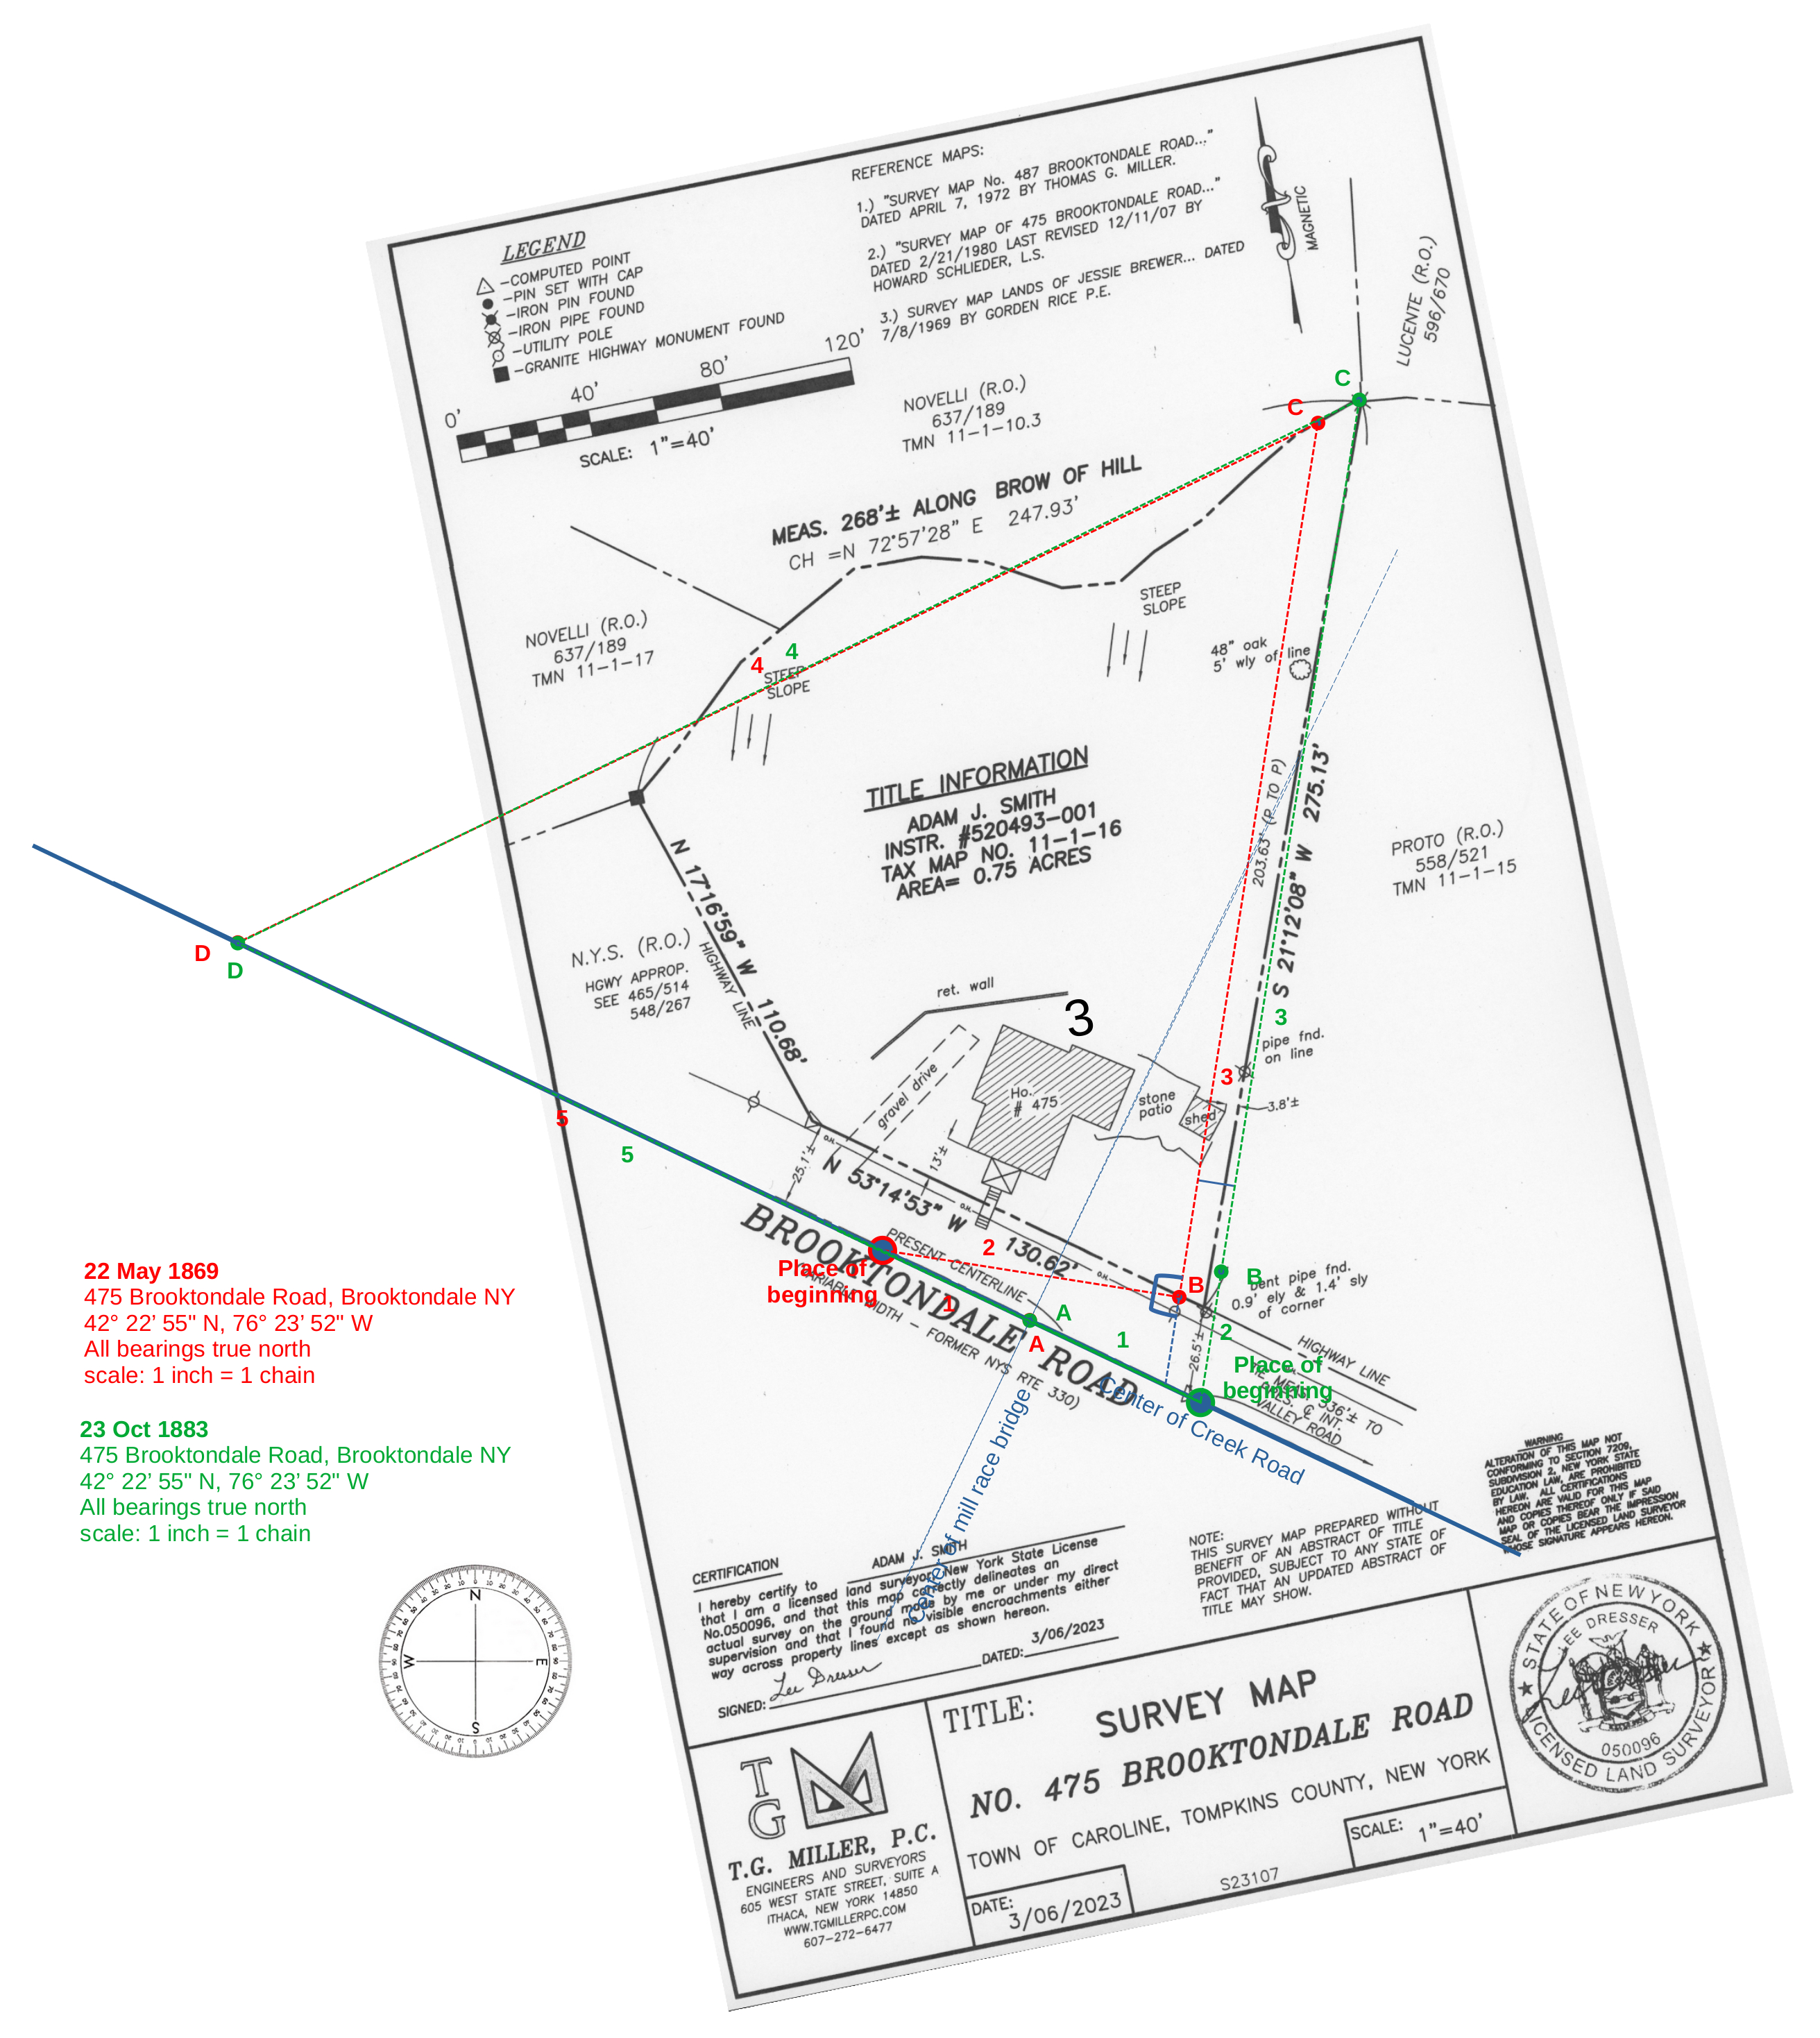 REFERENCE MAPS:
1.) "SURVEY MAP No. 487 BROOKTONDALE ROAD..."
DATED APRIL 7, 1972 BY THOMAS G. MILLER.
2.) "SURVEY MAP OF 475 BROOKTONDALE ROAD..."
DATED 2/21/1980 LAST REVISED 12/11/07 BY
HOWARD SCHLIEDER, L.S.
3.) SURVEY MAP LANDS OF JESSIE BREWER... DATED
7/8/1969 BY GORDEN RICE P.E.
MAGNETIC
LUCENTE (R.O.)
596/670
LEGEND
-COMPUTED POINT
-PIN SET WITH CAP
-IRON PIN FOUND
-IRON PIPE FOUND
-UTILITY POLE
-GRANITE HIGHWAY MONUMENT FOUND
0' 40' 80' 120'
SCALE: 1"=40'
NOVELLI (R.O.)
637/189
TMN 11-1-10.3
C
C
MEAS. 268'± ALONG BROW OF HILL
CH =N 72°57'28" E 247.93'
STEEP
SLOPE
NOVELLI (R.O.)
637/189
TMN 11-1-17
4
4
STEEP
SLOPE
48" oak
5' wly of line
TITLE INFORMATION
ADAM J. SMITH
INSTR. #520493-001
TAX MAP NO. 11-1-16
AREA= 0.75 ACRES
203.63' (P TO P)
S 21°12'08" W 275.13'
PROTO (R.O.)
558/521
TMN 11-1-15
N 17°16'59" W 110.68'
HIGHWAY LINE
N.Y.S. (R.O.)
HGWY APPROP.
SEE 465/514
548/267
D
D
ret. wall
3
3
pipe fnd.
on line
3
gravel drive
Ho.
# 475
stone
patio
shed
3.8'±
5
5
25.1'±
13'±
N 53°14'53" W 130.62'
2
PRESENT CENTERLINE
BROOKTONDALE ROAD
(VARIABLE WIDTH - FORMER NYS RTE 330)
Place of
beginning
1
A
A
1
B
B
bent pipe fnd.
0.9' ely & 1.4' sly
of corner
2
26.5'±
HIGHWAY LINE
Place of
beginning
TIE MEAS. 336'± TO
PRES. ℄ INT.
VALLEY ROAD
Center of Creek Road
Center of mill race bridge
22 May 1869
475 Brooktondale Road, Brooktondale NY
42° 22' 55" N, 76° 23' 52" W
All bearings true north
scale: 1 inch = 1 chain
23 Oct 1883
475 Brooktondale Road, Brooktondale NY
42° 22' 55" N, 76° 23' 52" W
All bearings true north
scale: 1 inch = 1 chain
N
E
S
W
WARNING
ALTERATION OF THIS MAP NOT
CONFORMING TO SECTION 7209,
SUBDIVISION 2, NEW YORK STATE
EDUCATION LAW, ARE PROHIBITED
BY LAW. ALL CERTIFICATIONS
HEREON ARE VALID FOR THIS MAP
AND COPIES THEREOF ONLY IF SAID
MAP OR COPIES BEAR THE IMPRESSION
SEAL OF THE LICENSED LAND SURVEYOR
WHOSE SIGNATURE APPEARS HEREON.
NOTE:
THIS SURVEY MAP PREPARED WITHOUT
BENEFIT OF AN ABSTRACT OF TITLE
PROVIDED, SUBJECT TO ANY STATE OF
FACT THAT AN UPDATED ABSTRACT OF
TITLE MAY SHOW.
CERTIFICATION
ADAM J. SMITH
I hereby certify to
that I am a licensed land surveyor, New York State License
No.050096, and that this map correctly delineates an
actual survey on the ground made by me or under my direct
supervision and that I found no visible encroachments either
way across property lines except as shown hereon.
SIGNED: Lee Dresser DATED: 3/06/2023
TGM
T.G. MILLER, P.C.
ENGINEERS AND SURVEYORS
605 WEST STATE STREET, SUITE A
ITHACA, NEW YORK 14850
WWW.TGMILLERPC.COM
607-272-6477
TITLE:
SURVEY MAP
NO. 475 BROOKTONDALE ROAD
TOWN OF CAROLINE, TOMPKINS COUNTY, NEW YORK
DATE:
3/06/2023
S23107
SCALE: 1"=40'
STATE OF NEW YORK
LEE DRESSER
050096
LICENSED LAND SURVEYOR